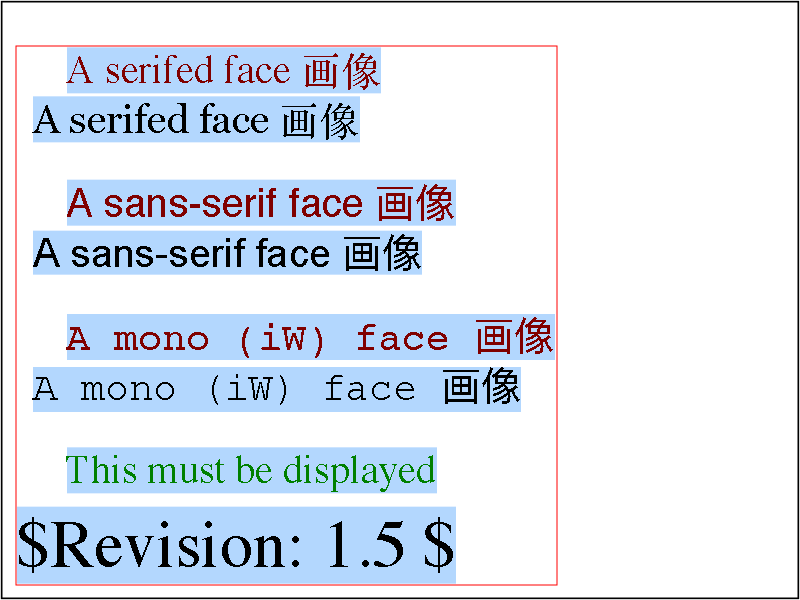 A serifed face 画像
A serifed face 画像
A sans-serif face 画像
A sans-serif face 画像
A mono (iW) face 画像
A mono (iW) face 画像
This must be displayed
$Revision: 1.5 $